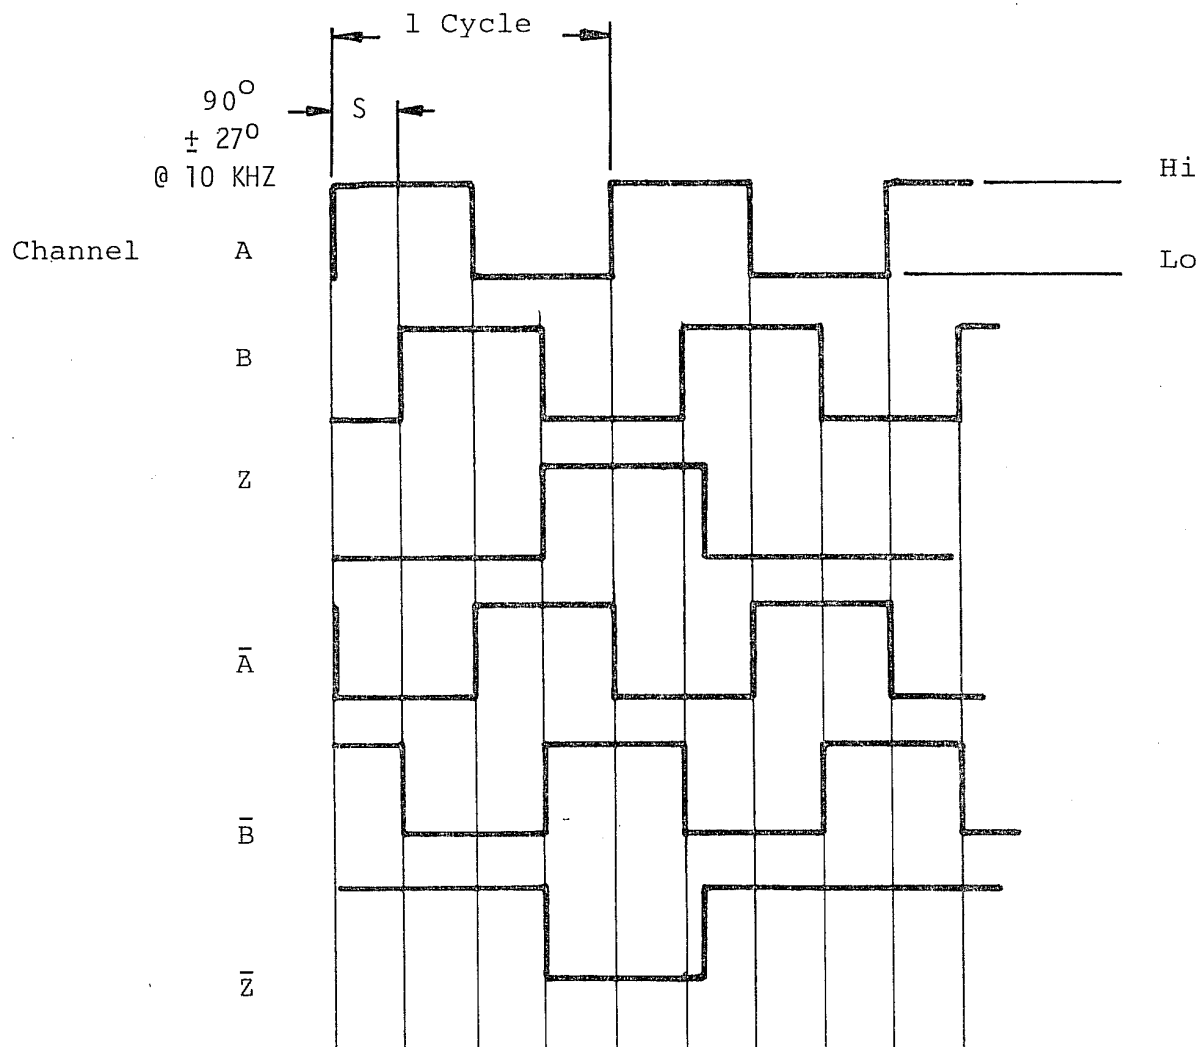 1 Cycle
90°
S
± 27°
@ 10 KHZ
Hi
Channel A
Lo
B
Z
Ā
B̄
Z̄